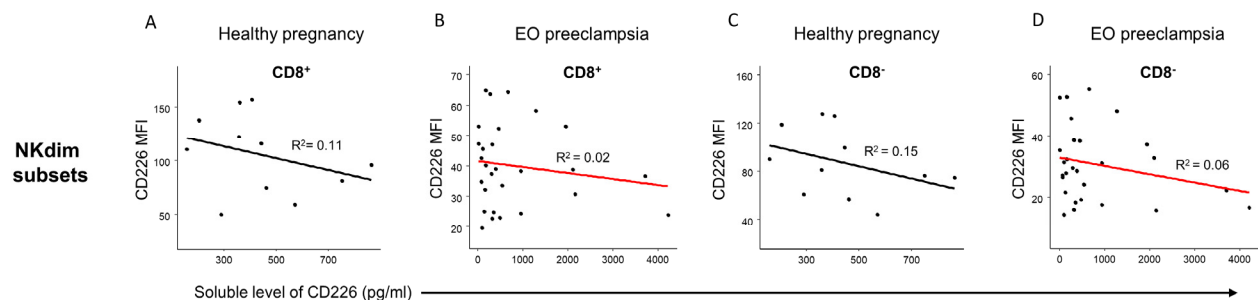 A
B
C
D
Healthy pregnancy
EO preeclampsia
Healthy pregnancy
EO preeclampsia
CD8+
CD8+
CD8-
CD8-
NKdim
subsets
CD226 MFI
150
100
50
R²= 0.11
300
500
700
CD226 MFI
70
60
50
40
30
20
R² = 0.02
0
1000
2000
3000
4000
CD226 MFI
160
120
80
40
R² = 0.15
300
500
700
CD226 MFI
60
40
20
R² = 0.06
0
1000
2000
3000
4000
Soluble level of CD226 (pg/ml)